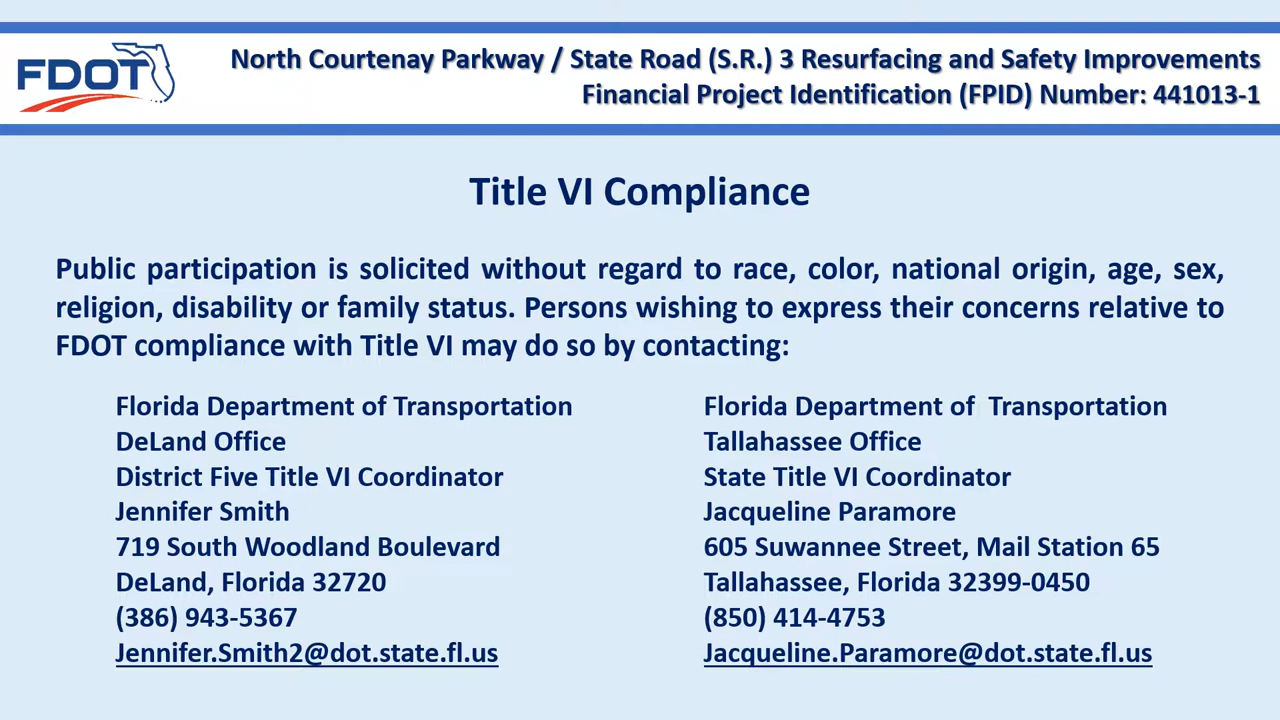 FDOT
North Courtenay Parkway / State Road (S.R.) 3 Resurfacing and Safety Improvements
Financial Project Identification (FPID) Number: 441013-1
Title VI Compliance
Public participation is solicited without regard to race, color, national origin, age, sex,
religion, disability or family status. Persons wishing to express their concerns relative to
FDOT compliance with Title VI may do so by contacting:
Florida Department of Transportation
DeLand Office
District Five Title VI Coordinator
Jennifer Smith
719 South Woodland Boulevard
DeLand, Florida 32720
(386) 943-5367
Jennifer.Smith2@dot.state.fl.us
Florida Department of  Transportation
Tallahassee Office
State Title VI Coordinator
Jacqueline Paramore
605 Suwannee Street, Mail Station 65
Tallahassee, Florida 32399-0450
(850) 414-4753
Jacqueline.Paramore@dot.state.fl.us